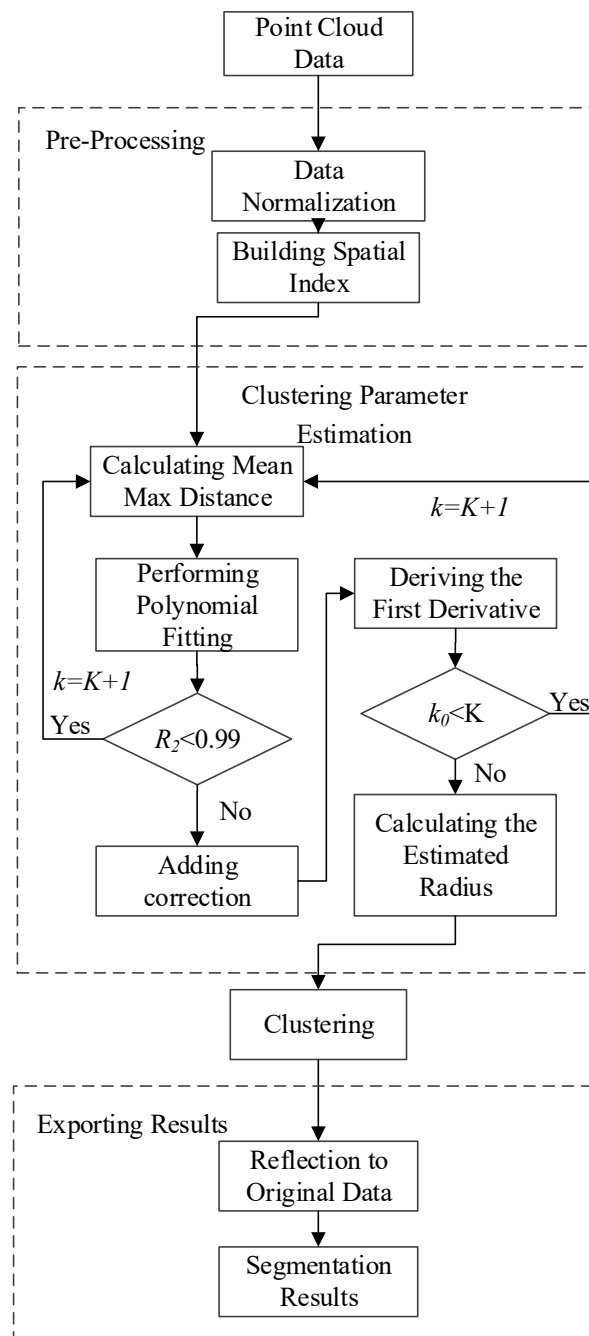 Point Cloud
Data
Pre-Processing
Data
Normalization
Building Spatial
Index
Clustering Parameter
Estimation
Calculating Mean
Max Distance
k=K+1
Performing
Polynomial
Fitting
Deriving the
First Derivative
k=K+1
Yes
R2<0.99
No
k0<K
Yes
No
Adding
correction
Calculating the
Estimated
Radius
Clustering
Exporting Results
Reflection to
Original Data
Segmentation
Results